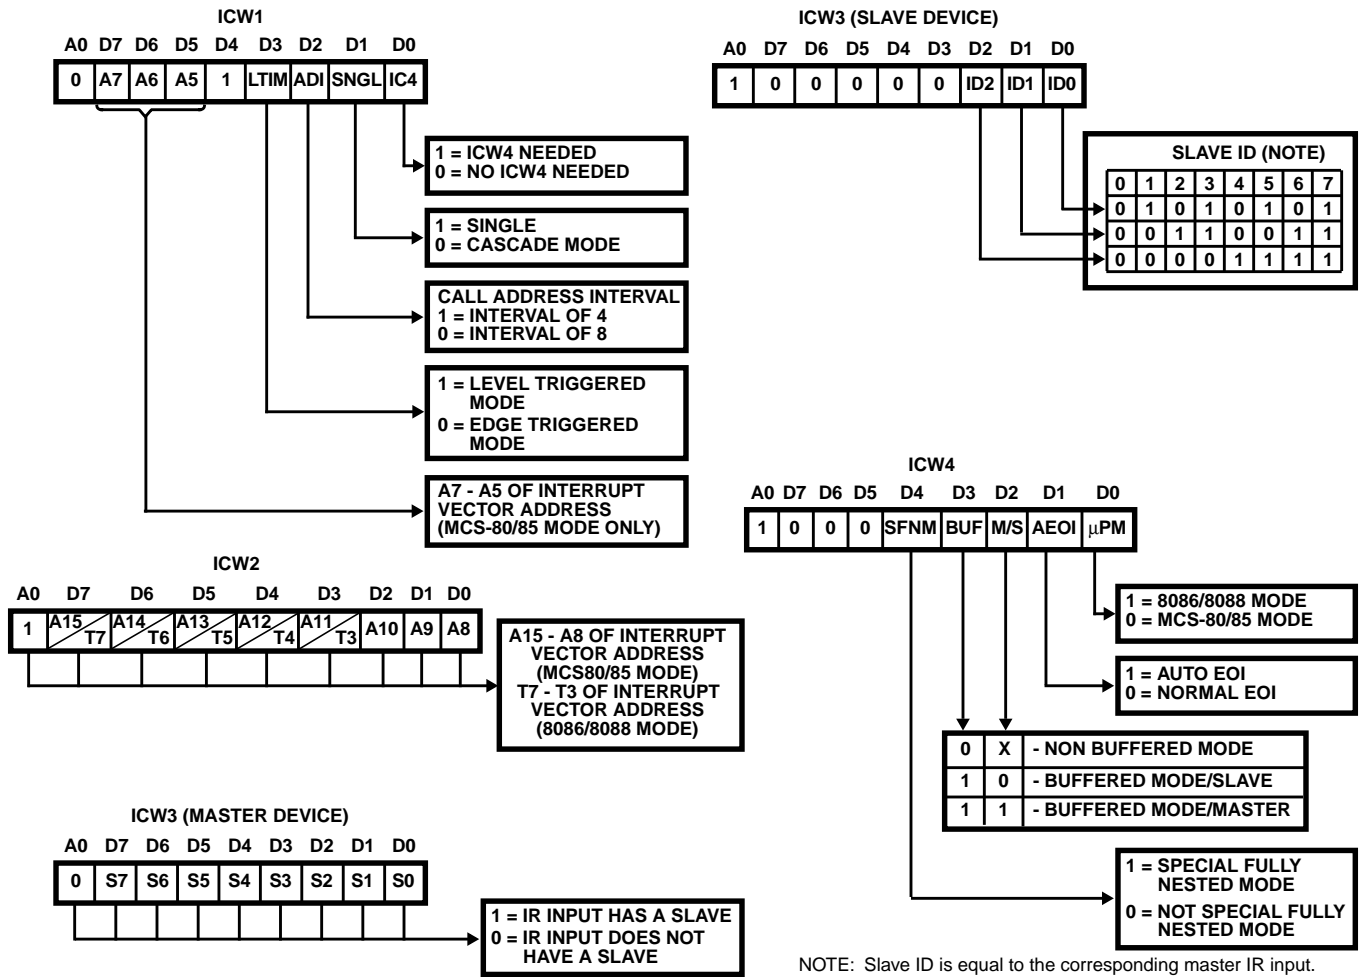 ICW1
A0 D7 D6 D5 D4 D3 D2 D1 D0
0 A7 A6 A5 1 LTIM ADI SNGL IC4
1 = ICW4 NEEDED
0 = NO ICW4 NEEDED
1 = SINGLE
0 = CASCADE MODE
CALL ADDRESS INTERVAL
1 = INTERVAL OF 4
0 = INTERVAL OF 8
1 = LEVEL TRIGGERED
MODE
0 = EDGE TRIGGERED
MODE
A7 - A5 OF INTERRUPT
VECTOR ADDRESS
(MCS-80/85 MODE ONLY)
ICW2
A0 D7 D6 D5 D4 D3 D2 D1 D0
1 A15/T7 A14/T6 A13/T5 A12/T4 A11/T3 A10 A9 A8
A15 - A8 OF INTERRUPT
VECTOR ADDRESS
(MCS80/85 MODE)
T7 - T3 OF INTERRUPT
VECTOR ADDRESS
(8086/8088 MODE)
ICW3 (MASTER DEVICE)
A0 D7 D6 D5 D4 D3 D2 D1 D0
0 S7 S6 S5 S4 S3 S2 S1 S0
1 = IR INPUT HAS A SLAVE
0 = IR INPUT DOES NOT
HAVE A SLAVE
ICW3 (SLAVE DEVICE)
A0 D7 D6 D5 D4 D3 D2 D1 D0
1 0 0 0 0 0 ID2 ID1 ID0
SLAVE ID (NOTE)
0 1 2 3 4 5 6 7
0 1 0 1 0 1 0 1
0 0 1 1 0 0 1 1
0 0 0 0 1 1 1 1
ICW4
A0 D7 D6 D5 D4 D3 D2 D1 D0
1 0 0 0 SFNM BUF M/S AEOI µPM
1 = 8086/8088 MODE
0 = MCS-80/85 MODE
1 = AUTO EOI
0 = NORMAL EOI
0 X - NON BUFFERED MODE
1 0 - BUFFERED MODE/SLAVE
1 1 - BUFFERED MODE/MASTER
1 = SPECIAL FULLY
NESTED MODE
0 = NOT SPECIAL FULLY
NESTED MODE
NOTE: Slave ID is equal to the corresponding master IR input.